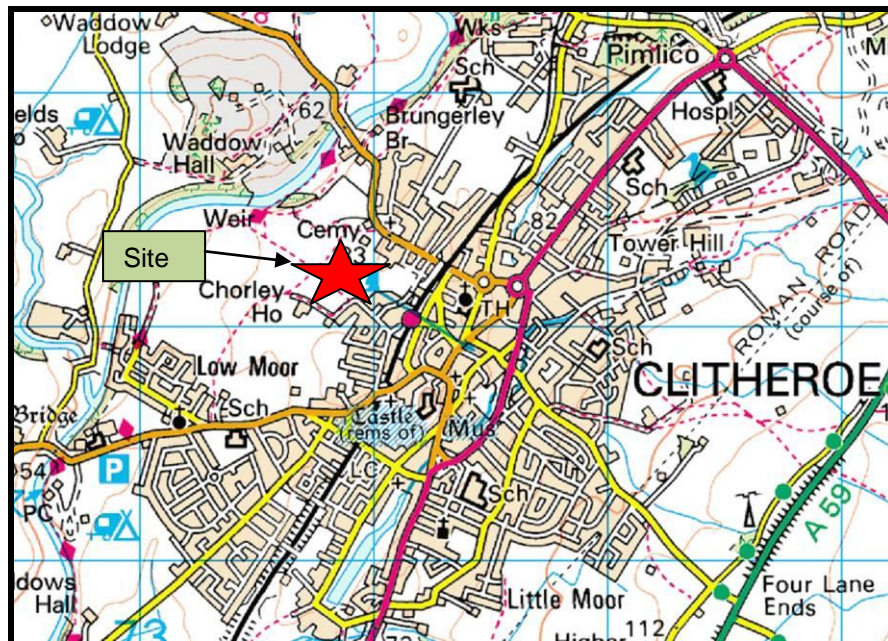 Waddow
Lodge
Wks
Sch
Pimlico
62
Hospl
Brungerley
Br
Waddow
Hall
Sch
Weir
Cemy
82
Tower Hill
Site
3
Chorley
Ho
TH
ROMAN ROAD
(course of)
Sch
Low Moor
CLITHEROE
Sch
Castle
(rems of)
Mus
Bridge
LC
54
P
PC
Sch
A 59
dows
Hall
Four Lane
Ends
Little Moor
73
112
Higher